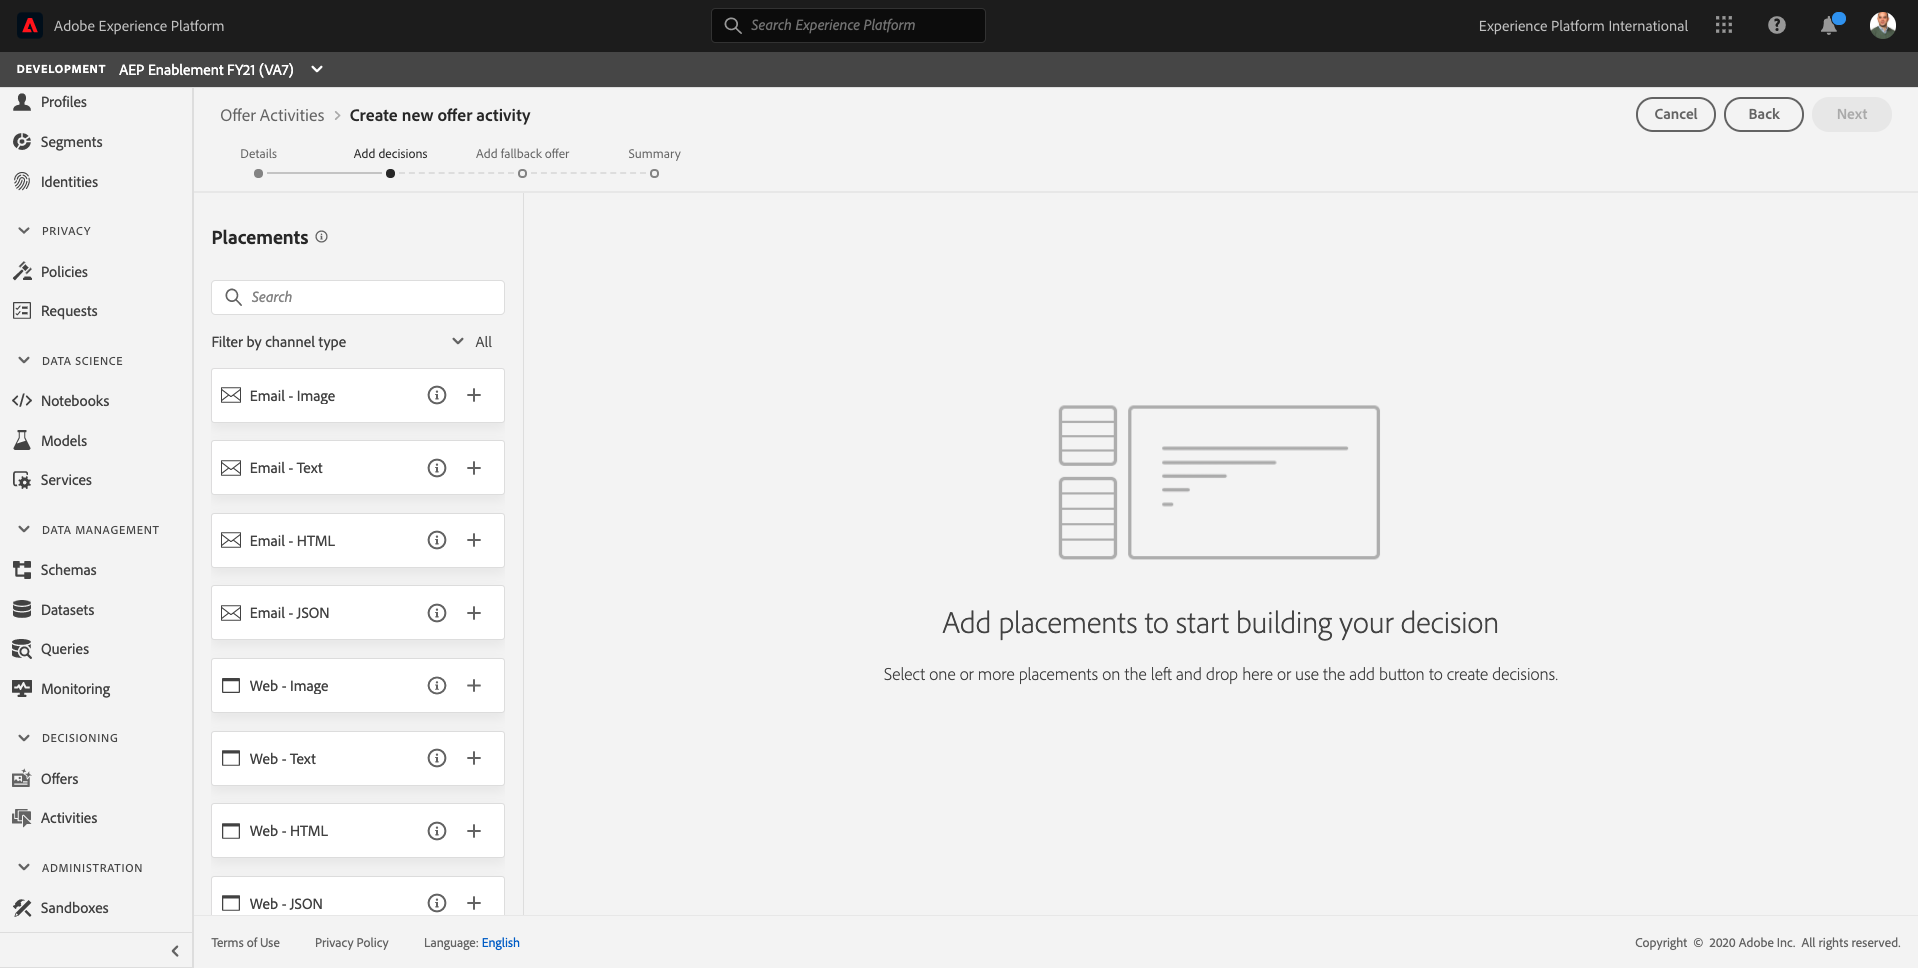 Adobe Experience Platform
Search Experience Platform
Experience Platform International
DEVELOPMENT AEP Enablement FY21 (VA7)
Profiles
Segments
Identities
PRIVACY
Policies
Requests
DATA SCIENCE
Notebooks
Models
Services
DATA MANAGEMENT
Schemas
Datasets
Queries
Monitoring
DECISIONING
Offers
Activities
ADMINISTRATION
Sandboxes
Offer Activities > Create new offer activity
Cancel
Back
Next
Details
Add decisions
Add fallback offer
Summary
Placements
Search
Filter by channel type
All
Email - Image
Email - Text
Email - HTML
Email - JSON
Web - Image
Web - Text
Web - HTML
Web - JSON
Add placements to start building your decision
Select one or more placements on the left and drop here or use the add button to create decisions.
Terms of Use
Privacy Policy
Language: English
Copyright © 2020 Adobe Inc. All rights reserved.